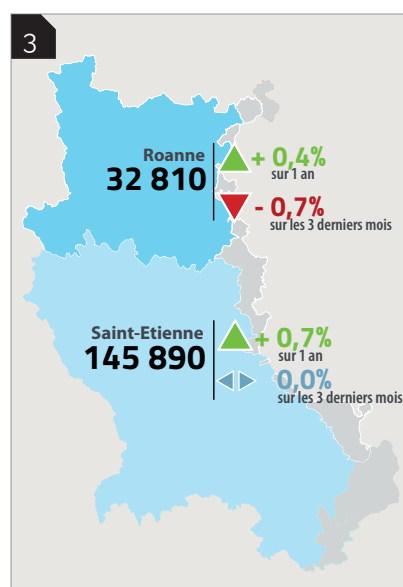 3
Roanne
32 810
+ 0,4%
sur 1 an
- 0,7%
sur les 3 derniers mois
Saint-Etienne
145 890
+ 0,7%
sur 1 an
0,0%
sur les 3 derniers mois